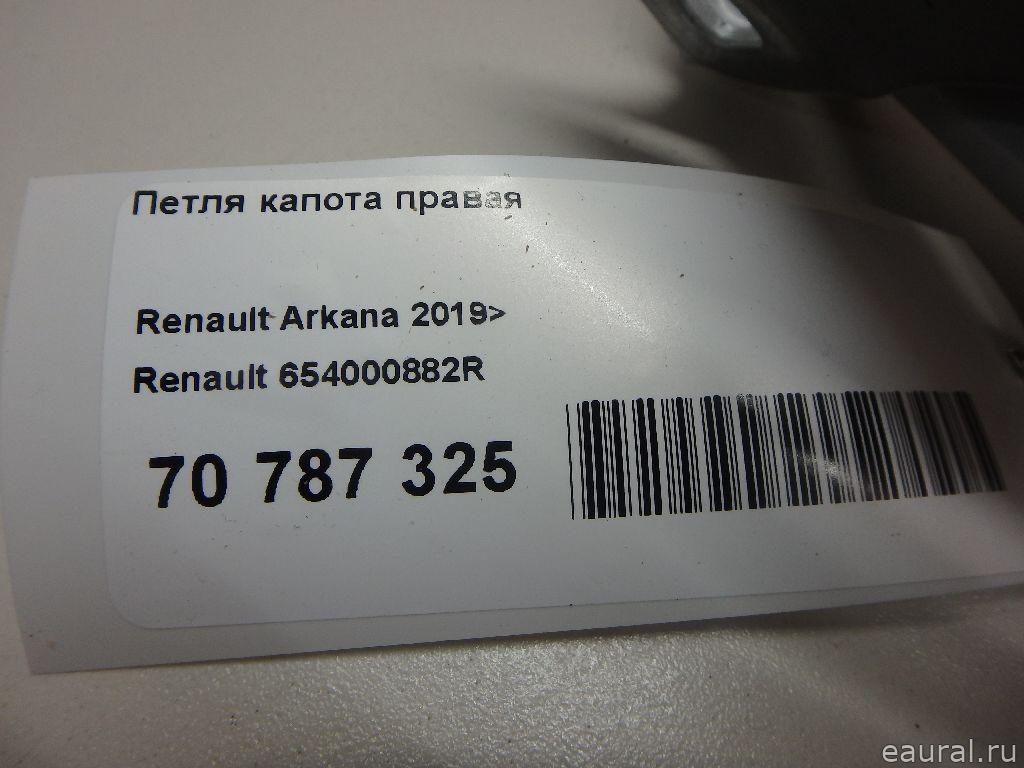 Петля капота правая
Renault Arkana 2019>
Renault 654000882R
70 787 325
eaural.ru